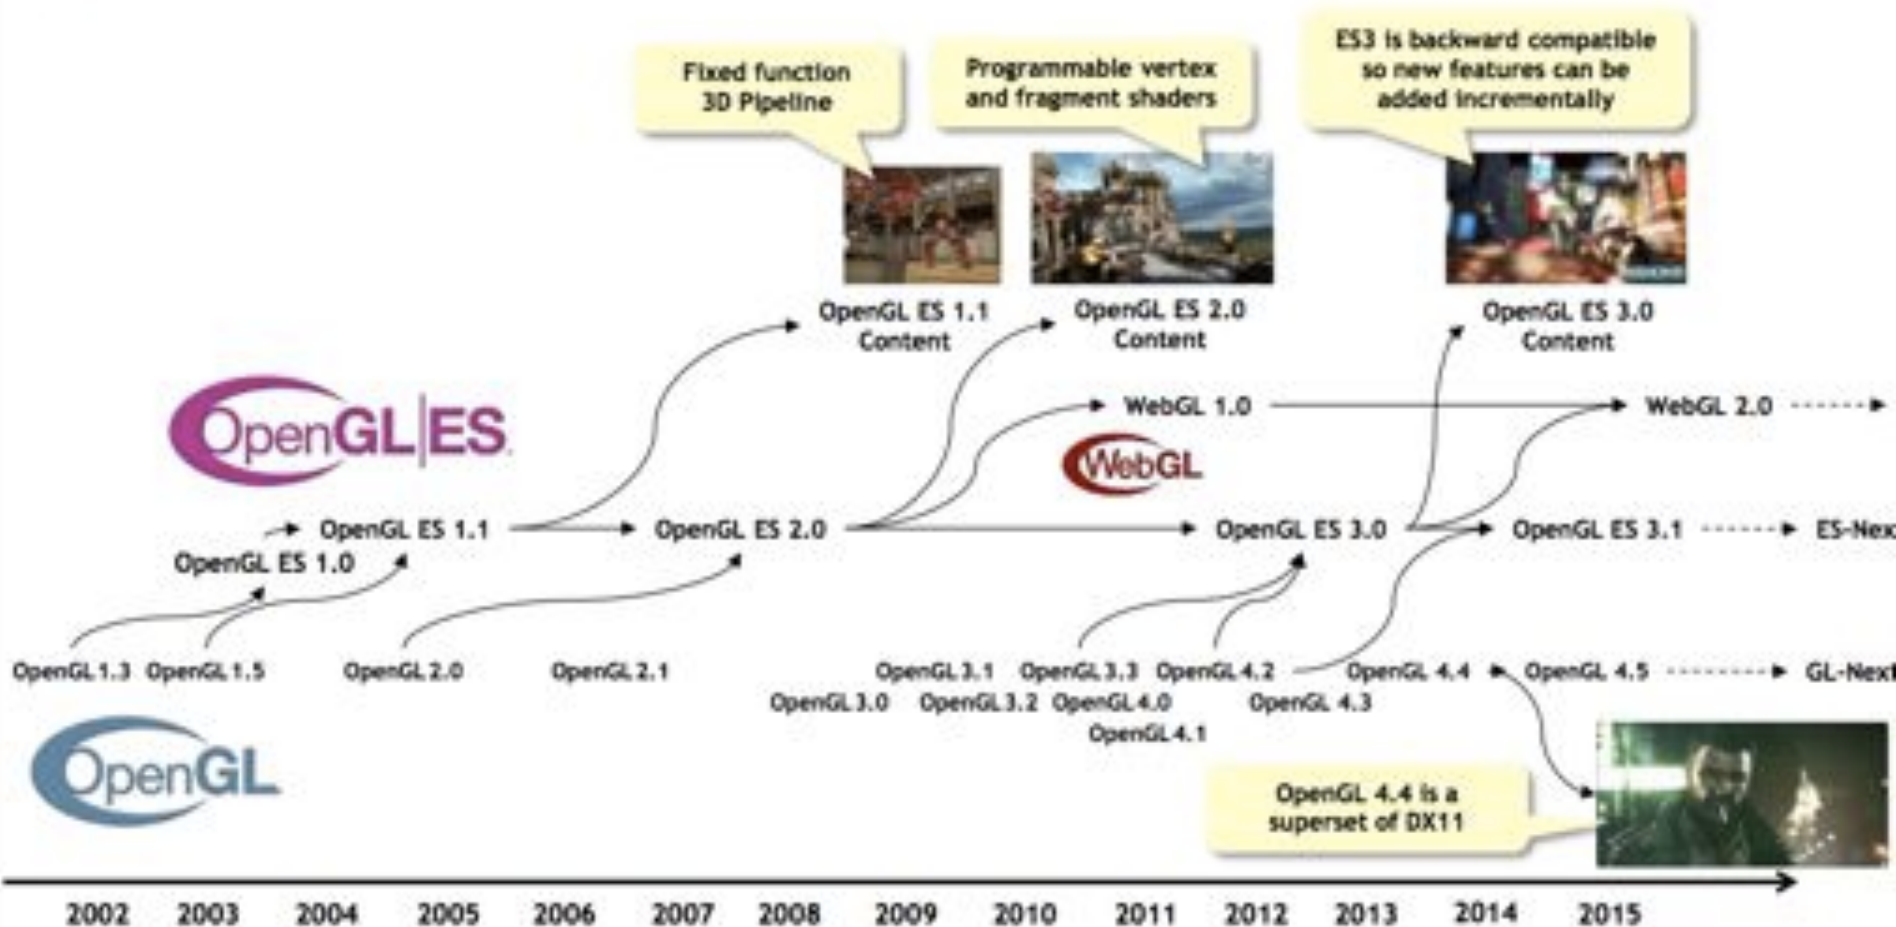 Fixed function
3D Pipeline
Programmable vertex
and fragment shaders
ES3 is backward compatible
so new features can be
added incrementally
OpenGL ES 1.1
Content
OpenGL ES 2.0
Content
OpenGL ES 3.0
Content
OpenGL|ES
WebGL 1.0
WebGL 2.0
WebGL
OpenGL ES 1.1
OpenGL ES 2.0
OpenGL ES 3.0
OpenGL ES 3.1
ES-Nex
OpenGL ES 1.0
OpenGL 1.3
OpenGL 1.5
OpenGL 2.0
OpenGL 2.1
OpenGL 3.1
OpenGL 3.3
OpenGL 4.2
OpenGL 4.4
OpenGL 4.5
GL-Next
OpenGL 3.0
OpenGL 3.2
OpenGL 4.0
OpenGL 4.3
OpenGL 4.1
OpenGL
OpenGL 4.4 is a
superset of DX11
2002 2003 2004 2005 2006 2007 2008 2009 2010 2011 2012 2013 2014 2015